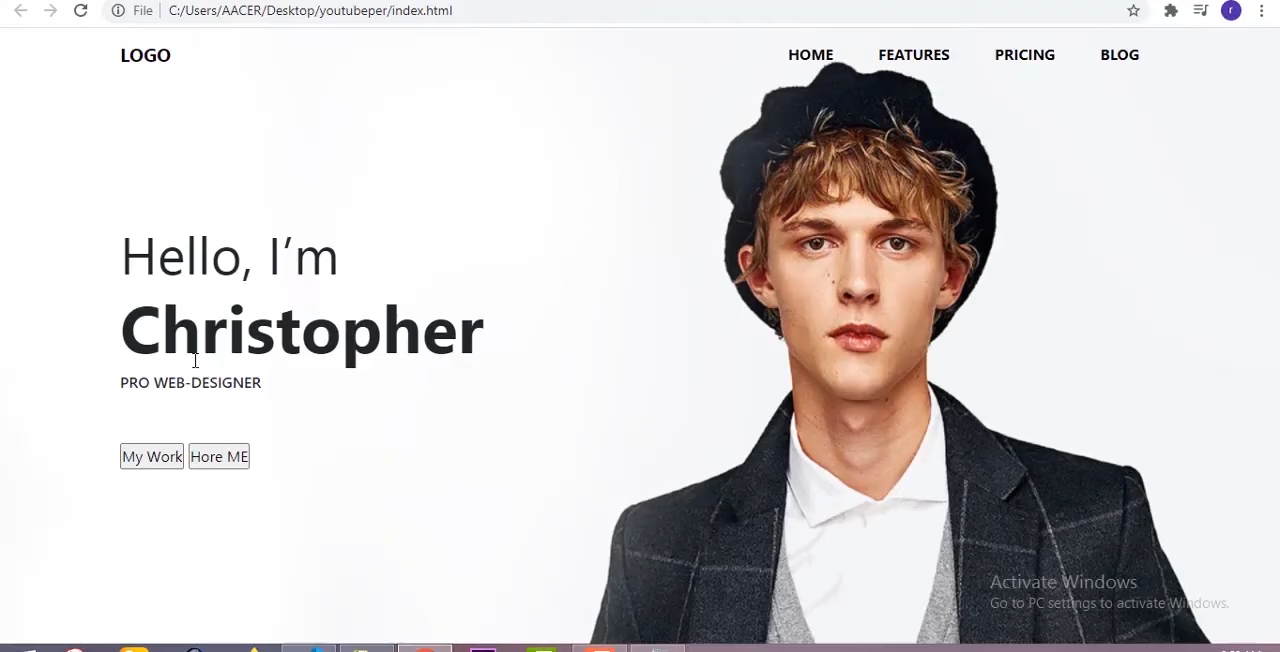 File C:/Users/AACER/Desktop/youtubeper/index.html
r
LOGO HOME FEATURES PRICING BLOG
Hello, I’m
Christopher
PRO WEB-DESIGNER
My Work Hore ME
Activate Windows
Go to PC settings to activate Windows.